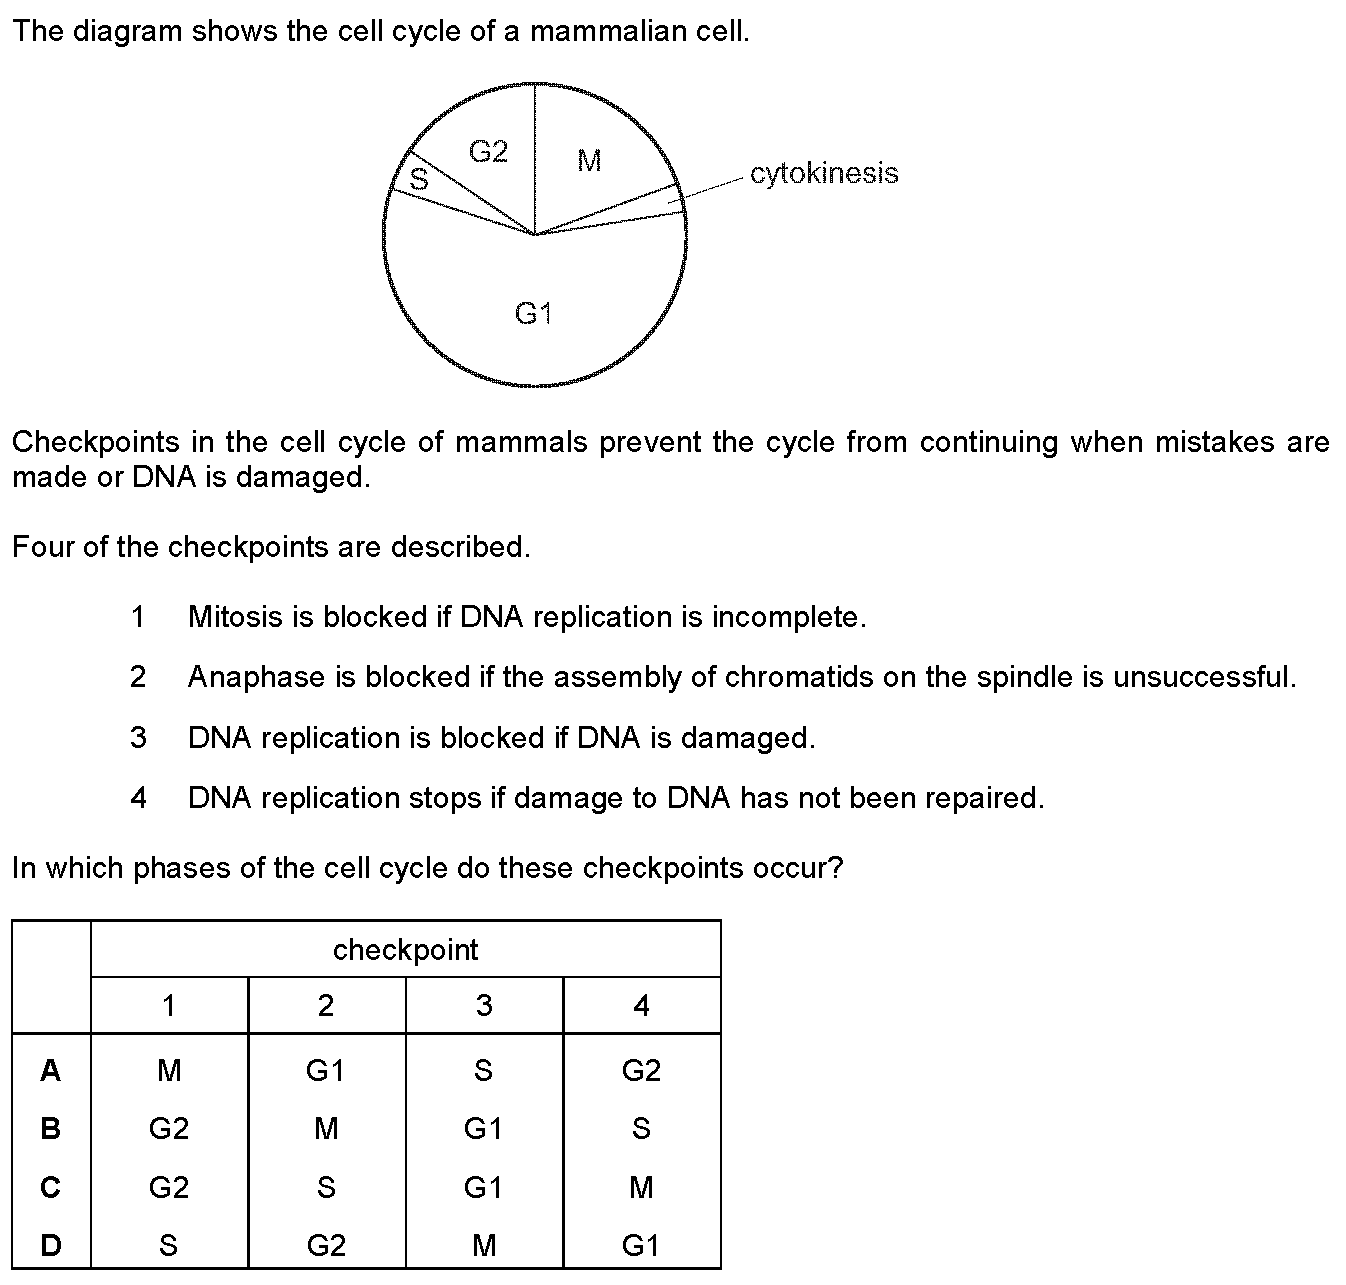 The diagram shows the cell cycle of a mammalian cell.
G2
M
S
cytokinesis
G1
Checkpoints in the cell cycle of mammals prevent the cycle from continuing when mistakes are
made or DNA is damaged.
Four of the checkpoints are described.
1 Mitosis is blocked if DNA replication is incomplete.
2 Anaphase is blocked if the assembly of chromatids on the spindle is unsuccessful.
3 DNA replication is blocked if DNA is damaged.
4 DNA replication stops if damage to DNA has not been repaired.
In which phases of the cell cycle do these checkpoints occur?
checkpoint
1 2 3 4
A M G1 S G2
B G2 M G1 S
C G2 S G1 M
D S G2 M G1